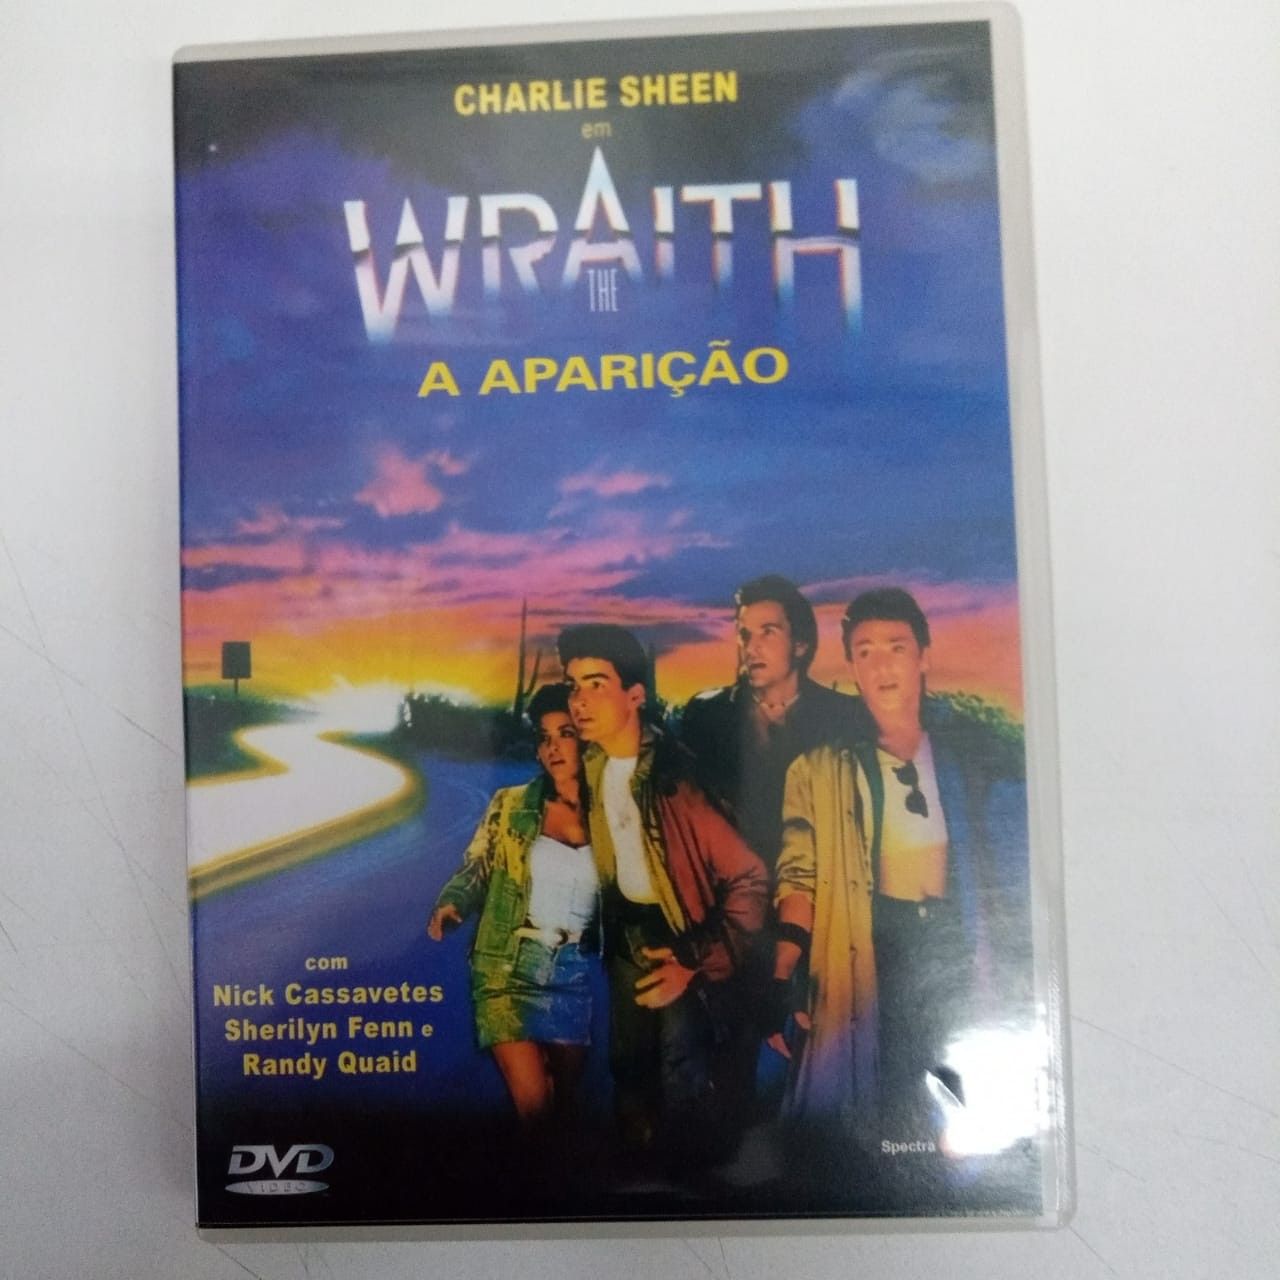 CHARLIE SHEEN
em
WRAITH
THE
A APARIÇÃO
com
Nick Cassavetes
Sherilyn Fenn e
Randy Quaid
DVD
VIDEO
Spectra